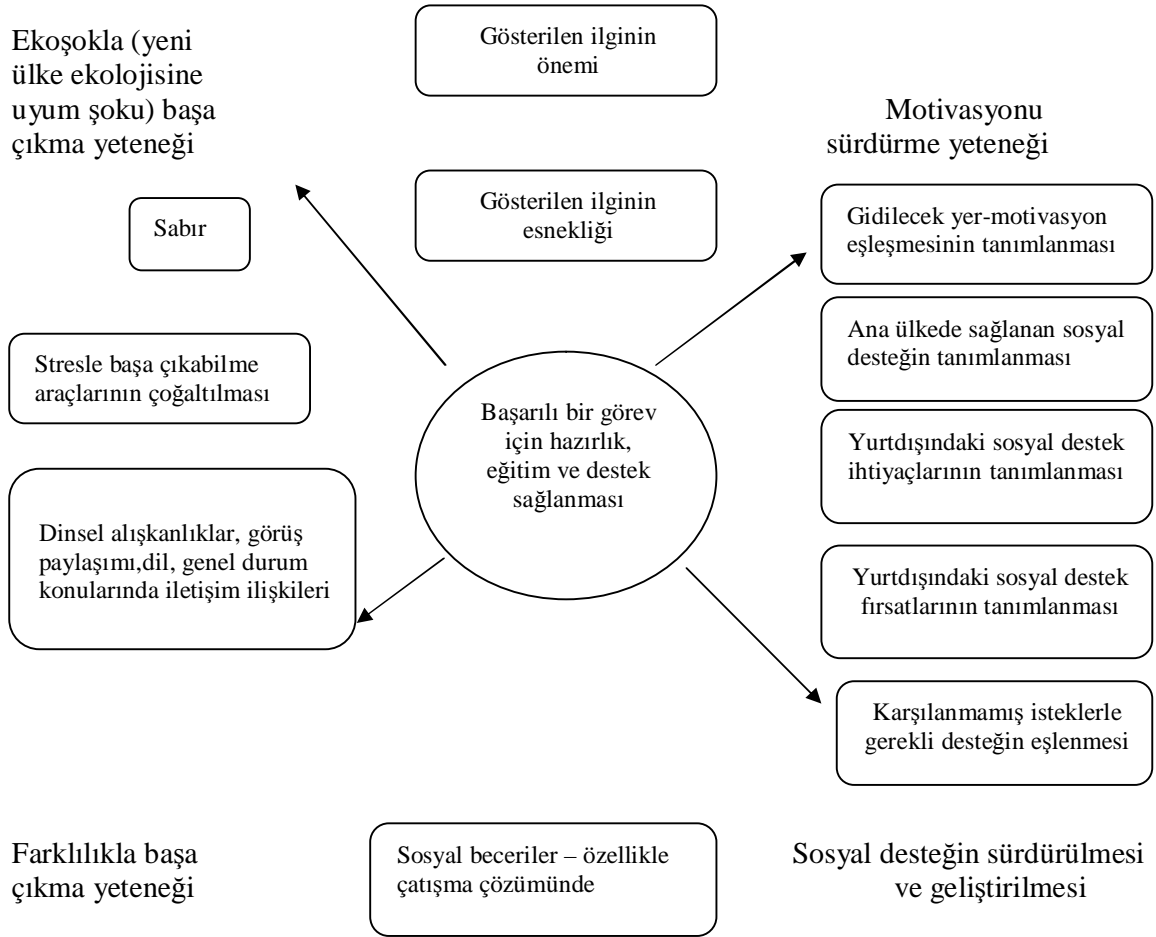 Ekoşokla (yeni
ülke ekolojisine
uyum şoku) başa
çıkma yeteneği
Gösterilen ilginin
önemi
Motivasyonu
sürdürme yeteneği
Gösterilen ilginin
esnekliği
Sabır
Gidilecek yer-motivasyon
eşleşmesinin tanımlanması
Ana ülkede sağlanan sosyal
desteğin tanımlanması
Stresle başa çıkabilme
araçlarının çoğaltılması
Başarılı bir görev
için hazırlık,
eğitim ve destek
sağlanması
Yurtdışındaki sosyal destek
ihtiyaçlarının tanımlanması
Dinsel alışkanlıklar, görüş
paylaşımı,dil, genel durum
konularında iletişim ilişkileri
Yurtdışındaki sosyal destek
fırsatlarının tanımlanması
Karşılanmamış isteklerle
gerekli desteğin eşlenmesi
Farklılıkla başa
çıkma yeteneği
Sosyal beceriler – özellikle
çatışma çözümünde
Sosyal desteğin sürdürülmesi
ve geliştirilmesi